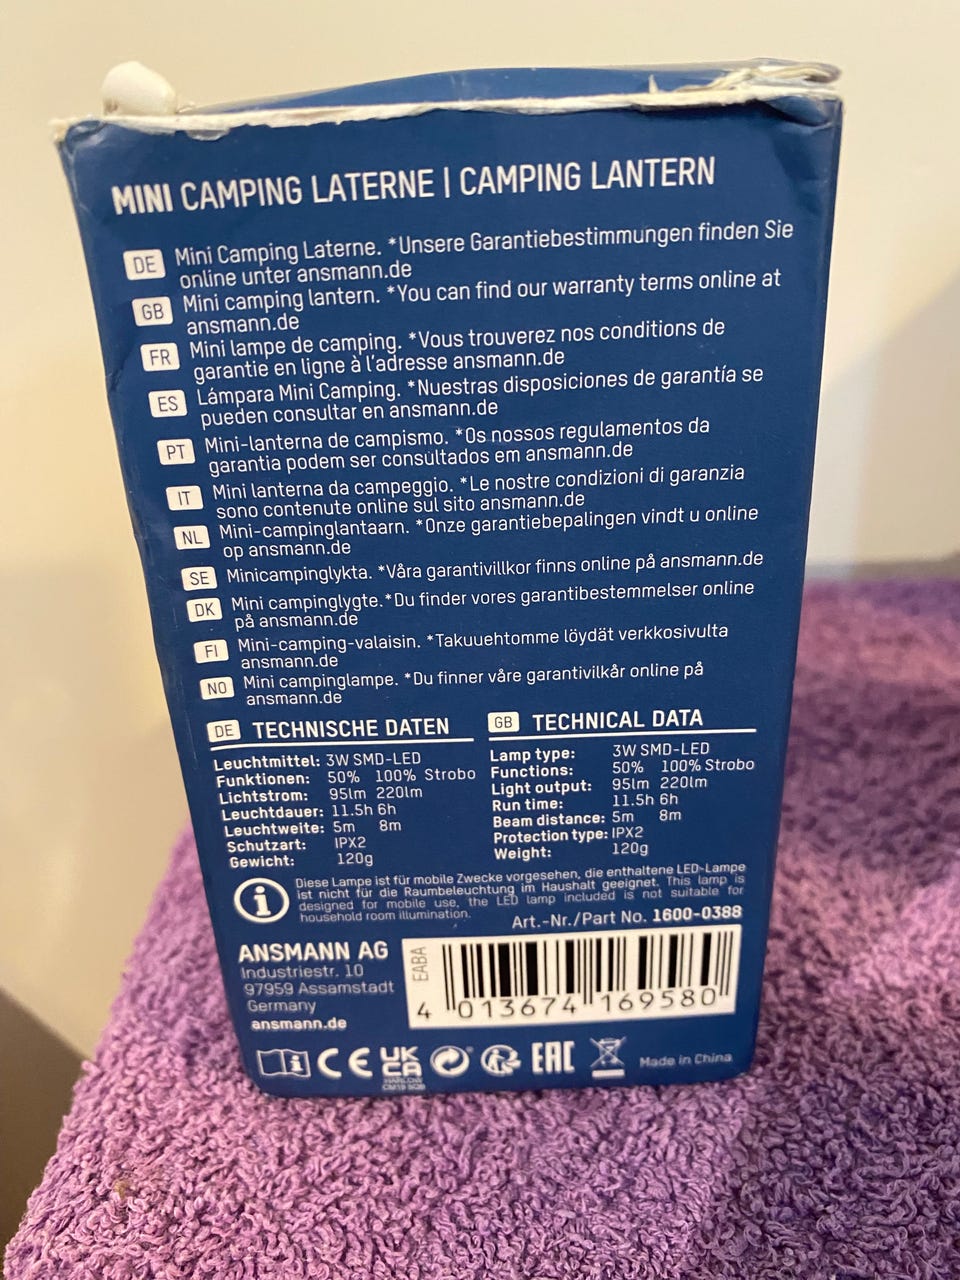 MINI CAMPING LATERNE | CAMPING LANTERN
DE Mini Camping Laterne. *Unsere Garantiebestimmungen finden Sie
online unter ansmann.de
GB Mini camping lantern. *You can find our warranty terms online at
ansmann.de
FR Mini lampe de camping. *Vous trouverez nos conditions de
garantie en ligne à l'adresse ansmann.de
ES Lámpara Mini Camping. *Nuestras disposiciones de garantía se
pueden consultar en ansmann.de
PT Mini-lanterna de campismo. *Os nossos regulamentos da
garantia podem ser consultados em ansmann.de
IT Mini lanterna da campeggio. *Le nostre condizioni di garanzia
sono contenute online sul sito ansmann.de
NL Mini-campinglantaarn. *Onze garantiebepalingen vindt u online
op ansmann.de
SE Minicampinglykta. *Våra garantivillkor finns online på ansmann.de
DK Mini campinglygte.*Du finder vores garantibestemmelser online
på ansmann.de
FI Mini-camping-valaisin. *Takuuehtomme löydät verkkosivulta
ansmann.de
NO Mini campinglampe. *Du finner våre garantivilkår online på
ansmann.de
DE TECHNISCHE DATEN
Leuchtmittel: 3W SMD-LED
Funktionen: 50% 100% Strobo
Lichtstrom: 95lm 220lm
Leuchtdauer: 11.5h 6h
Leuchtweite: 5m 8m
Schutzart: IPX2
Gewicht: 120g
GB TECHNICAL DATA
Lamp type: 3W SMD-LED
Functions: 50% 100% Strobo
Light output: 95lm 220lm
Run time: 11.5h 6h
Beam distance: 5m 8m
Protection type: IPX2
Weight: 120g
Diese Lampe ist für mobile Zwecke vorgesehen, die enthaltene LED-Lampe
ist nicht für die Raumbeleuchtung im Haushalt geeignet. This lamp is
designed for mobile use, the LED lamp included is not suitable for
household room illumination.
Art.-Nr./Part No. 1600-0388
ANSMANN AG
Industriestr. 10
97959 Assamstadt
Germany
ansmann.de
EABA
4 013674 169580
i CE UK CA EAC Made in China
HARLOW
CM19 5QB